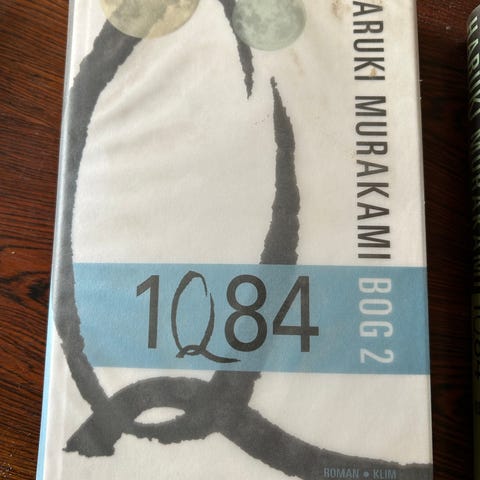 ARUKI MURAKAMI BOG 2
1Q84
ROMAN • KLIM